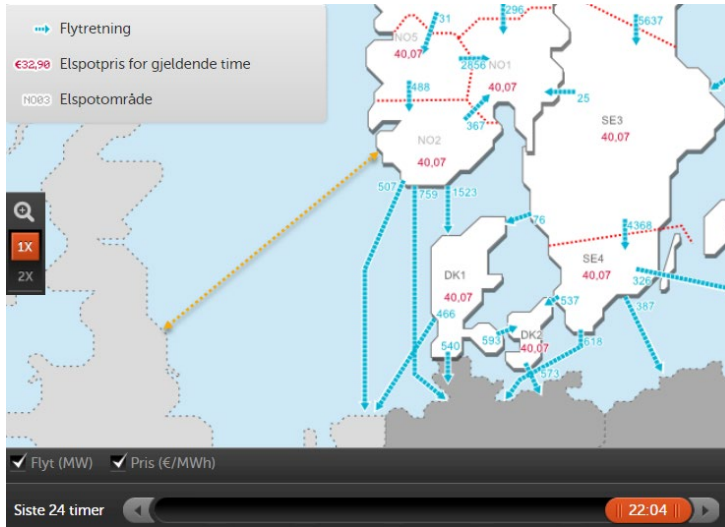 Flytretning
€32,90 Elspotpris for gjeldende time
NO03 Elspotområde
31
296
5637
NO5
40,07
2856
NO1
40,07
488
25
SE3
40,07
367
NO2
40,07
507
759
1523
76
4368
SE4
40,07
326
DK1
40,07
537
387
466
593
DK2
40,07
618
540
573
1X
2X
Flyt (MW)
Pris (€/MWh)
Siste 24 timer
22:04